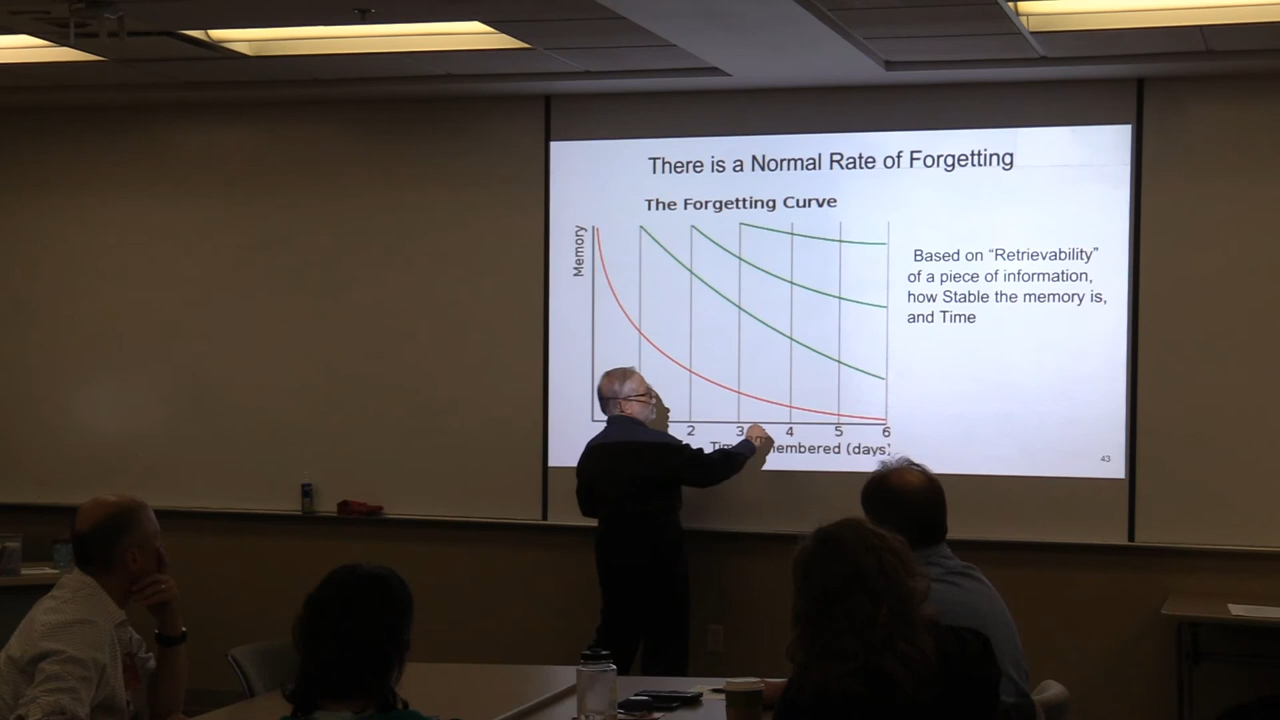 There is a Normal Rate of Forgetting
The Forgetting Curve
Memory
Based on “Retrievability”
of a piece of information,
how Stable the memory is,
and Time
2 3 4 5 6
(days)
43